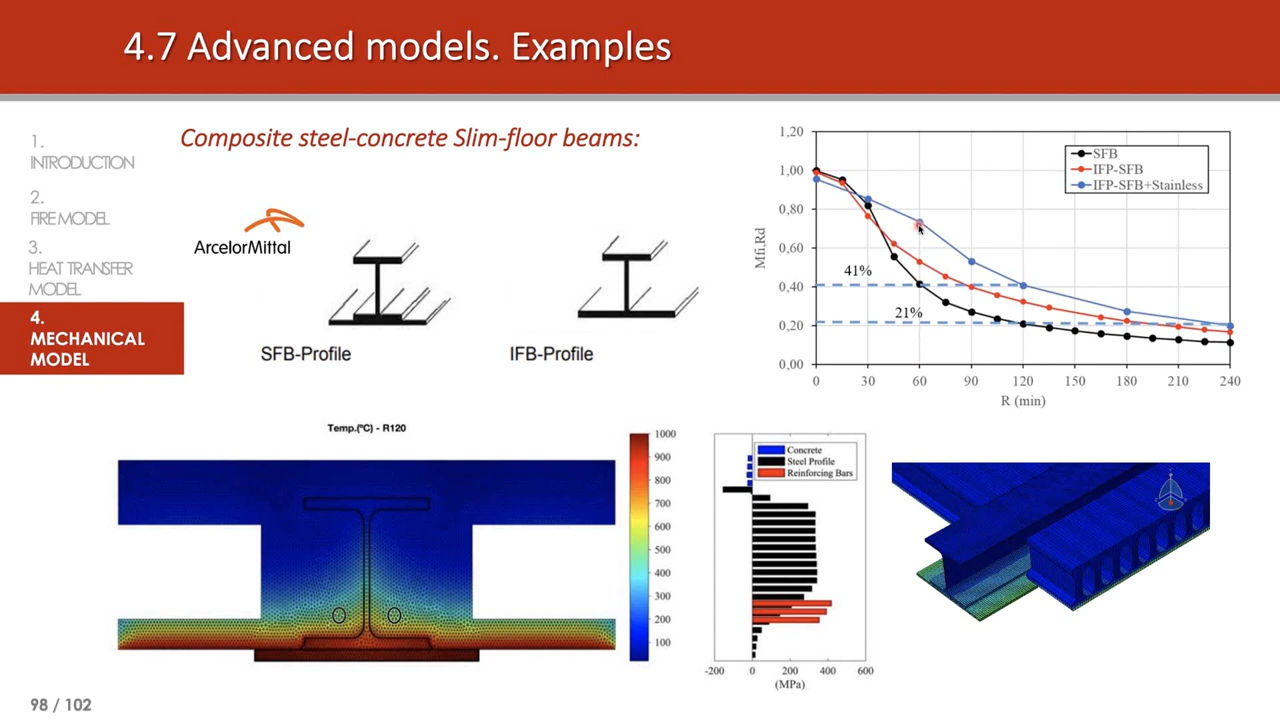 4.7 Advanced models. Examples
1.
INTRODUCTION
2.
FIRE MODEL
3.
HEAT TRANSFER
MODEL
4.
MECHANICAL
MODEL
Composite steel-concrete Slim-floor beams:
ArcelorMittal
SFB-Profile
IFB-Profile
1,20
1,00
0,80
0,60
0,40
0,20
0,00
Mfi,Rd
SFB
IFP-SFB
IFP-SFB+Stainless
41%
21%
0 30 60 90 120 150 180 210 240
R (min)
Temp.(ºC) - R120
1000
900
800
700
600
500
400
300
200
100
Concrete
Steel Profile
Reinforcing Bars
-200 0 200 400 600
(MPa)
98 / 102